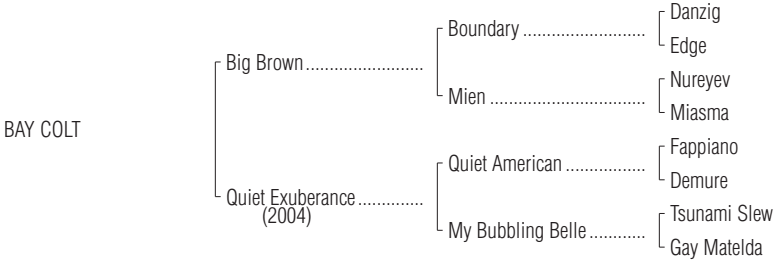 Danzig
Boundary ..............................
Edge
Big Brown .........................
Nureyev
Mien ......................................
Miasma
BAY COLT
Fappiano
Quiet American ...................
Demure
Quiet Exuberance ..............
(2004)
Tsunami Slew
My Bubbling Belle .............
Gay Matelda